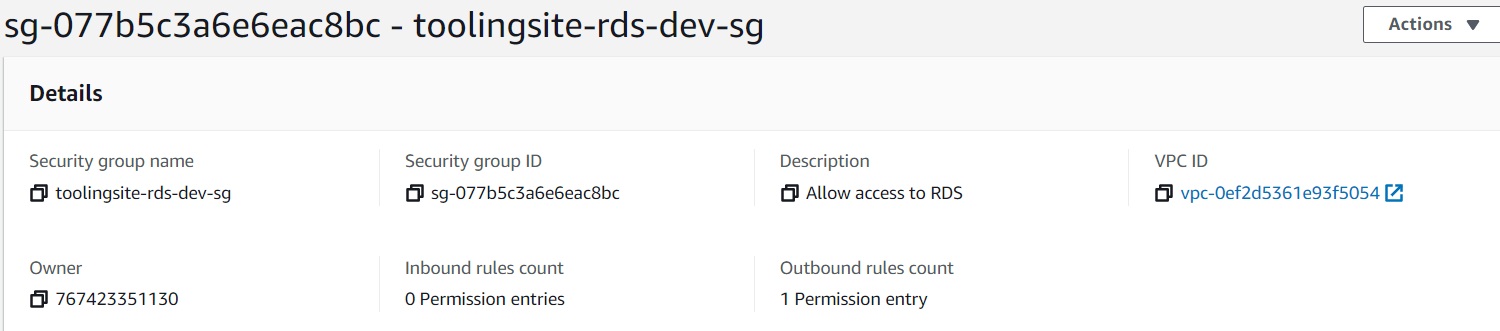 sg-077b5c3a6e6eac8bc - toolingsite-rds-dev-sg
Actions
Details
Security group name
Security group ID
Description
VPC ID
toolingsite-rds-dev-sg
sg-077b5c3a6e6eac8bc
Allow access to RDS
vpc-0ef2d5361e93f5054
Owner
Inbound rules count
Outbound rules count
767423351130
0 Permission entries
1 Permission entry